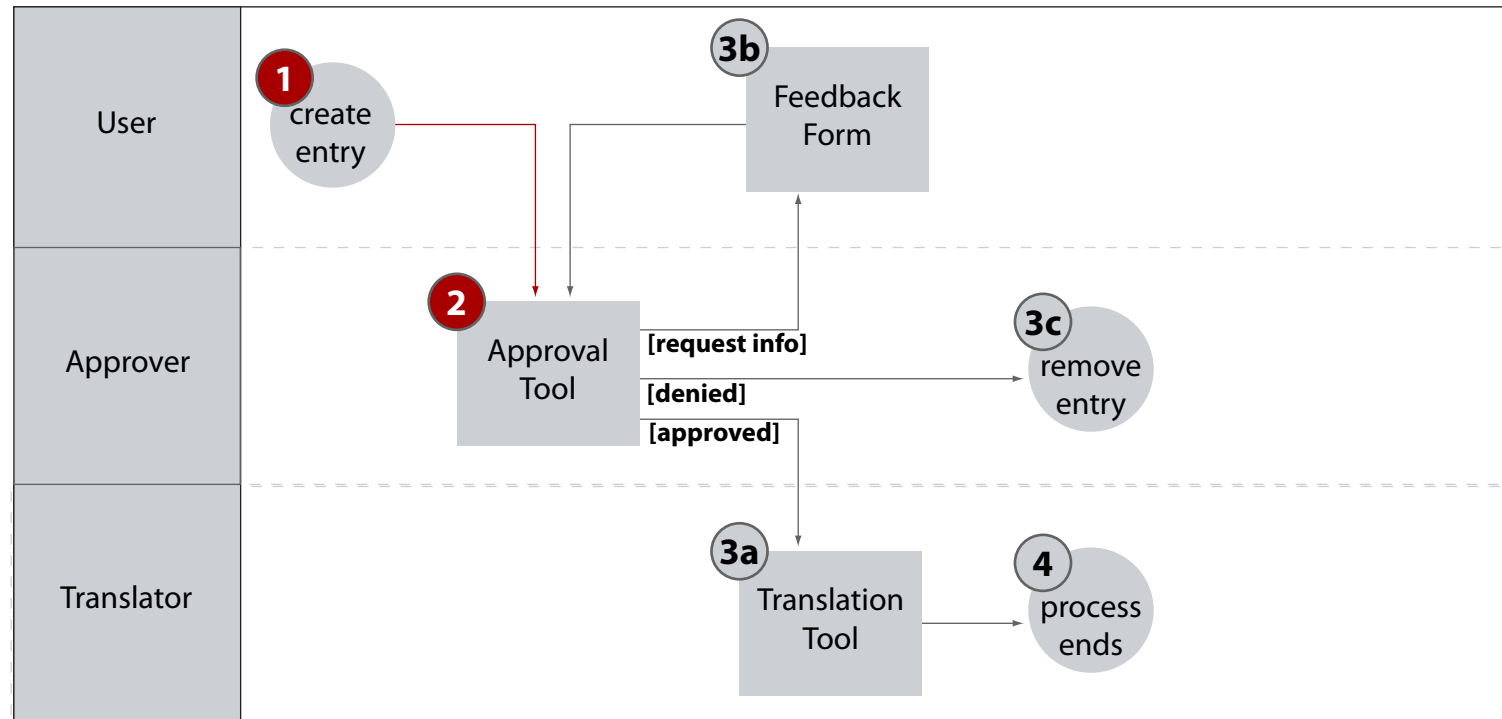 User
1
create
entry
3b
Feedback
Form
Approver
2
Approval
Tool
[request info]
[denied]
[approved]
3c
remove
entry
Translator
3a
Translation
Tool
4
process
ends